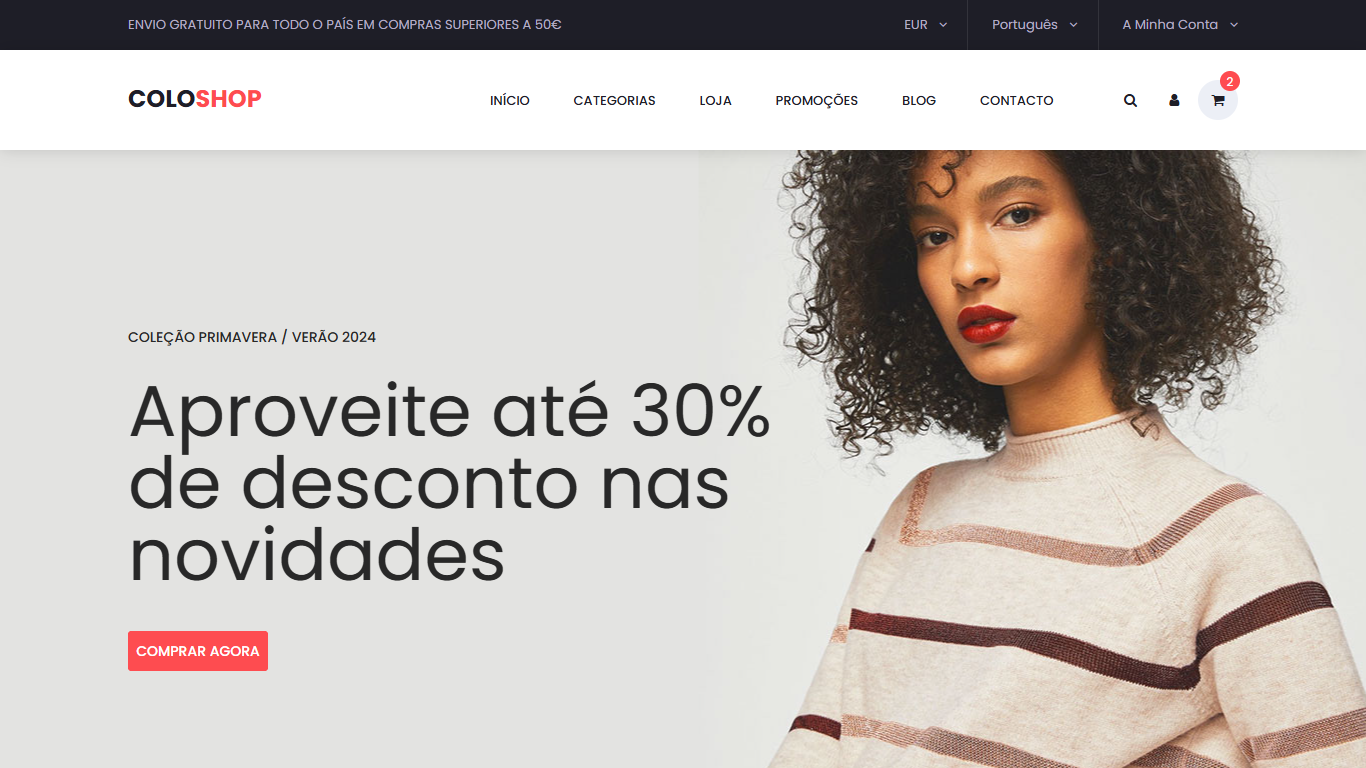 ENVIO GRATUITO PARA TODO O PAÍS EM COMPRAS SUPERIORES A 50€
EUR
Português
A Minha Conta
COLOSHOP
INÍCIO
CATEGORIAS
LOJA
PROMOÇÕES
BLOG
CONTACTO
2
COLEÇÃO PRIMAVERA / VERÃO 2024
Aproveite até 30%
de desconto nas
novidades
COMPRAR AGORA